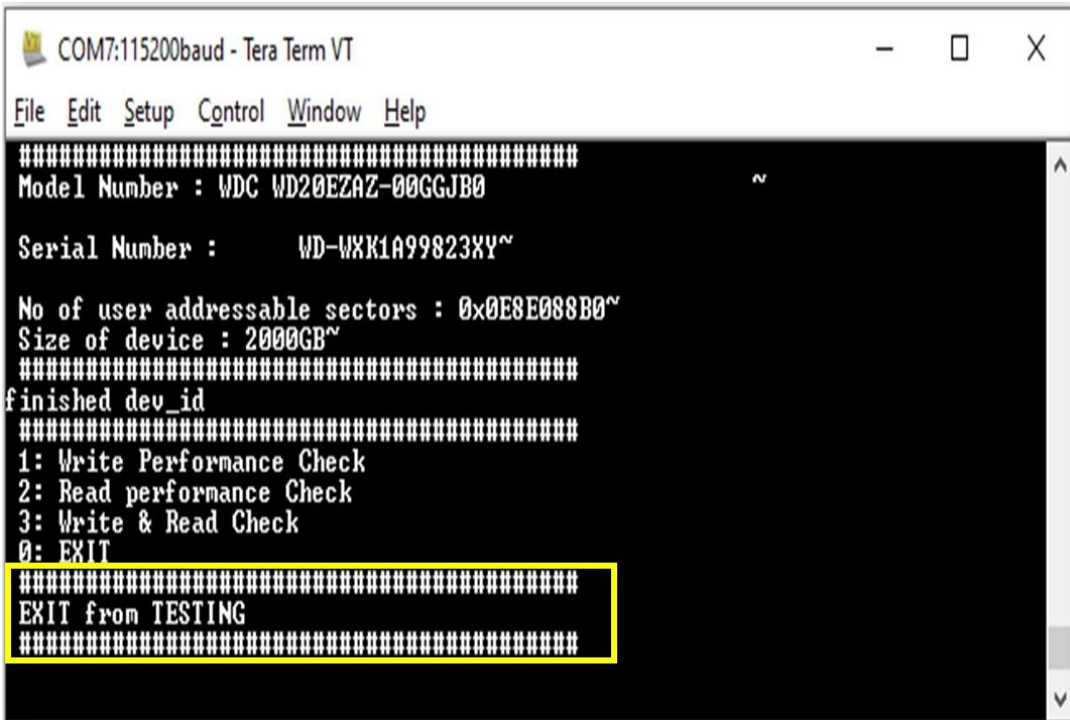 COM7:115200baud - Tera Term VT
File Edit Setup Control Window Help
##########################################
Model Number : WDC WD20EZAZ-00GGJB0 ~
Serial Number : WD-WXK1A99823XY~
No of user addressable sectors : 0x0E8E088B0~
Size of device : 2000GB~
##########################################
finished dev_id
##########################################
1: Write Performance Check
2: Read performance Check
3: Write & Read Check
0: EXIT
##########################################
EXIT from TESTING
##########################################